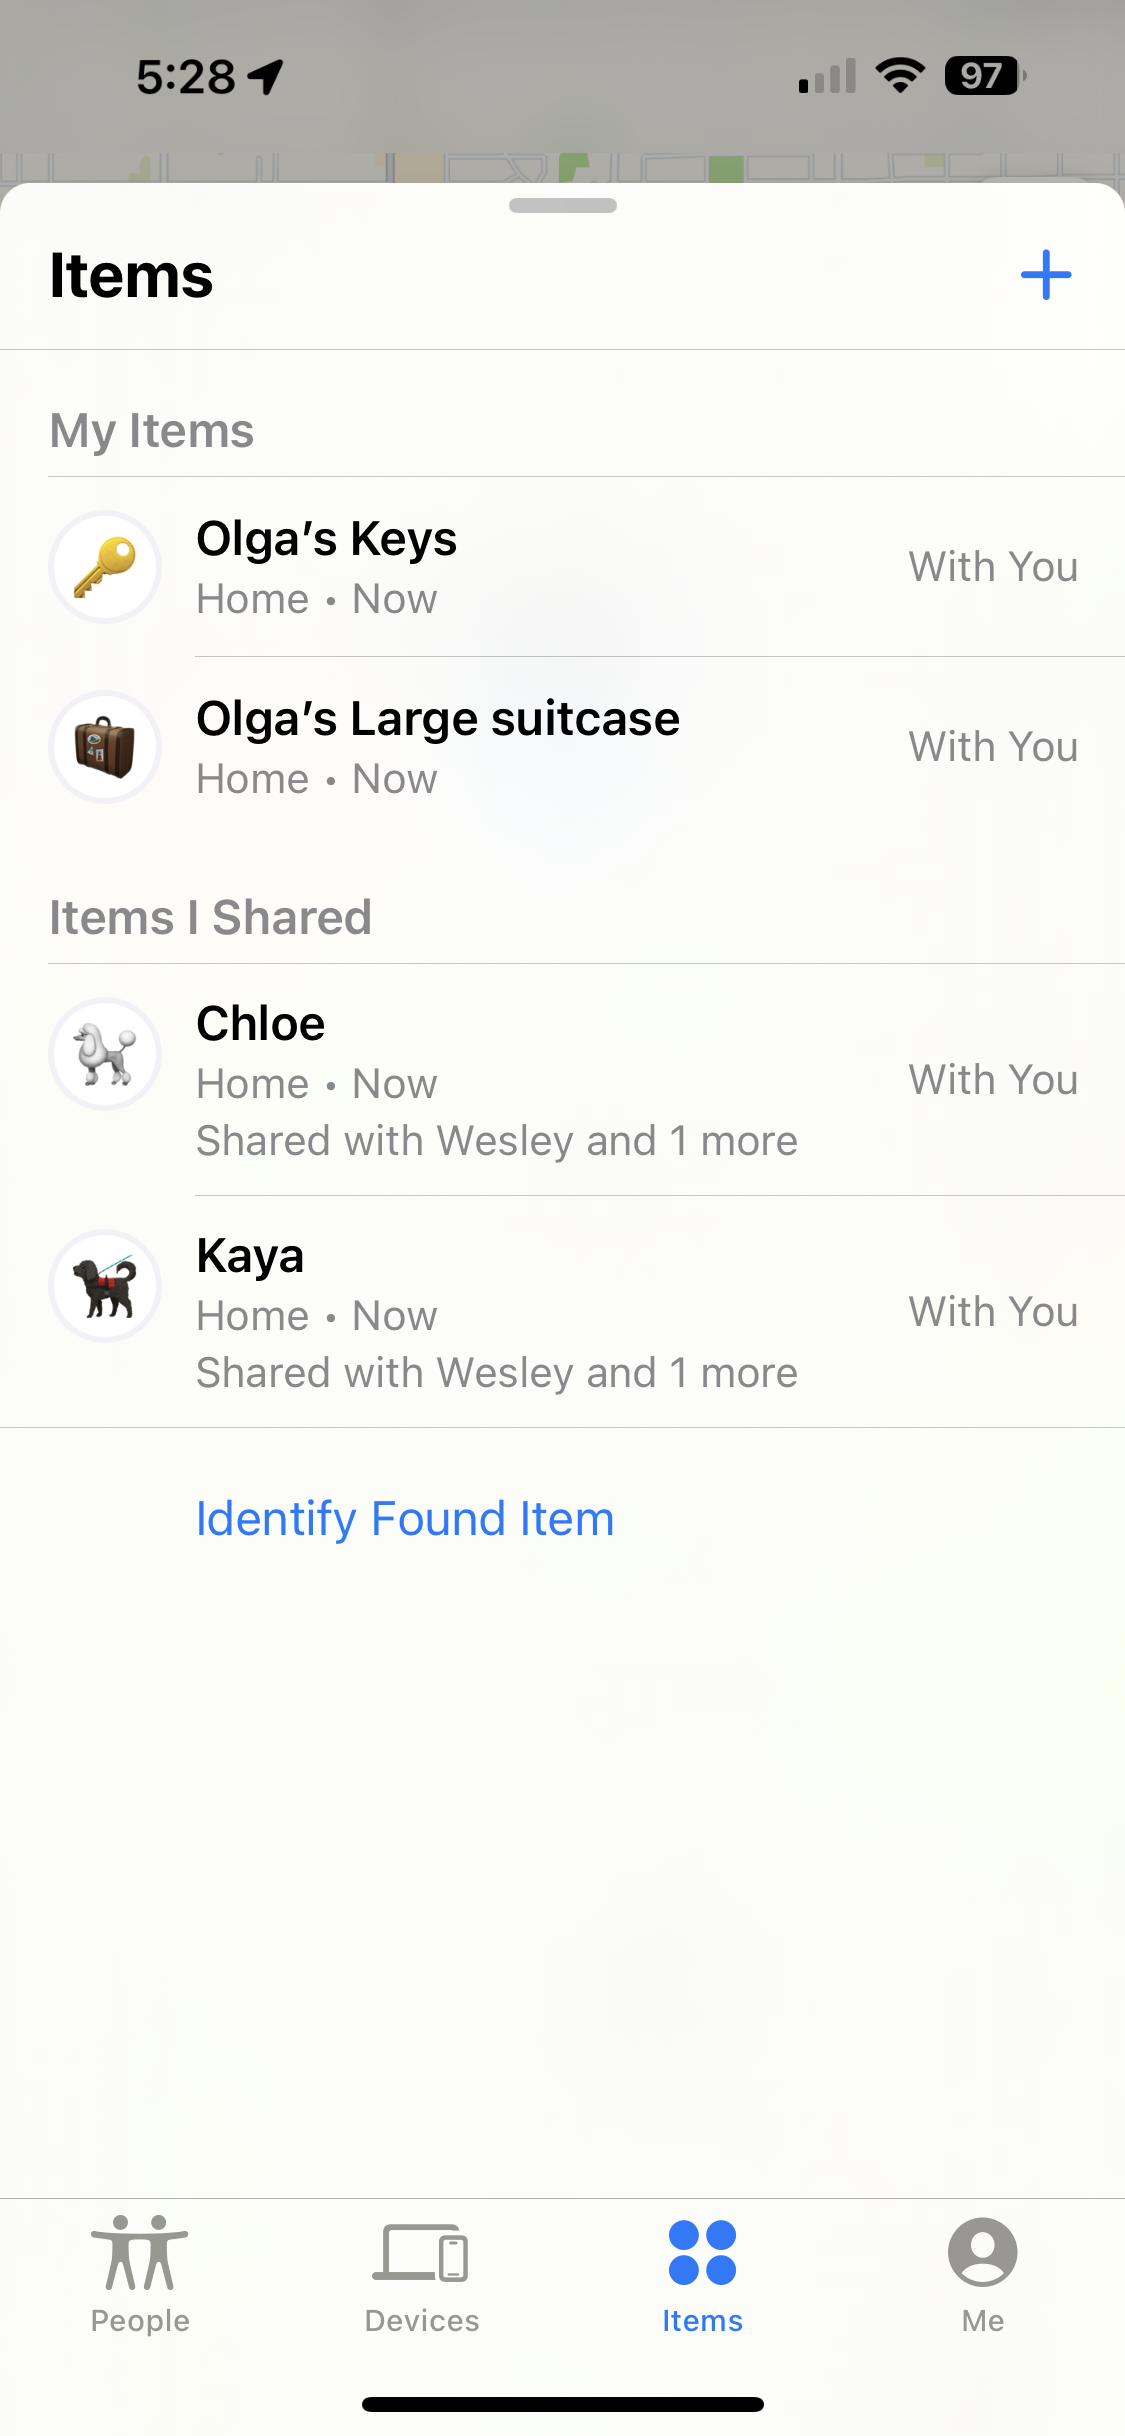 5:28
97
Items
My Items
Olga’s Keys
Home • Now
With You
Olga’s Large suitcase
Home • Now
With You
Items I Shared
Chloe
Home • Now
Shared with Wesley and 1 more
With You
Kaya
Home • Now
Shared with Wesley and 1 more
With You
Identify Found Item
People
Devices
Items
Me